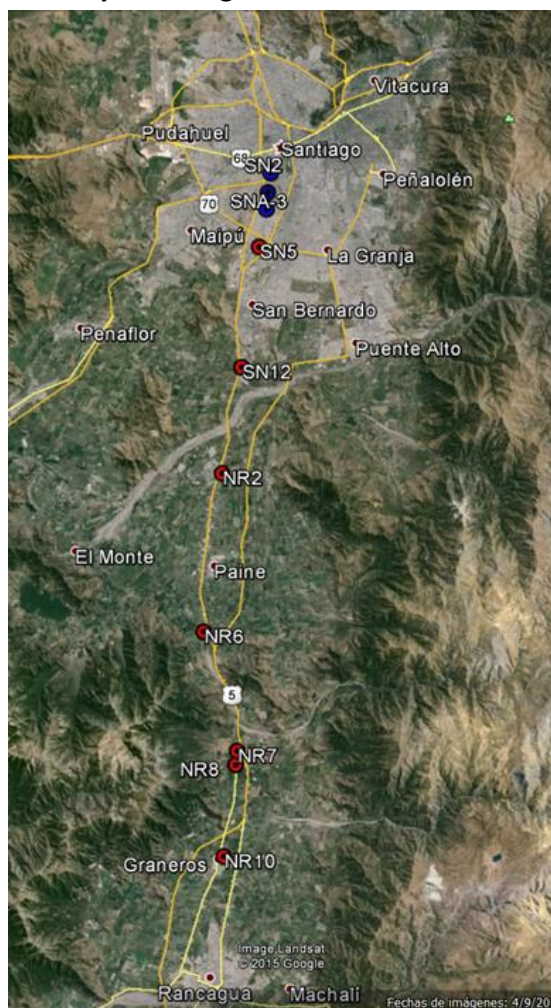 Vitacura
Pudahuel
68
Santiago
SN2
Peñalolén
SNA-3
70
Maipú
SN5
La Granja
San Bernardo
Penaflor
Puente Alto
SN12
NR2
El Monte
Paine
NR6
5
NR7
NR8
NR10
Graneros
Image Landsat
© 2015 Google
Rancagua
Machalí
Fechas de imágenes: 4/9/20